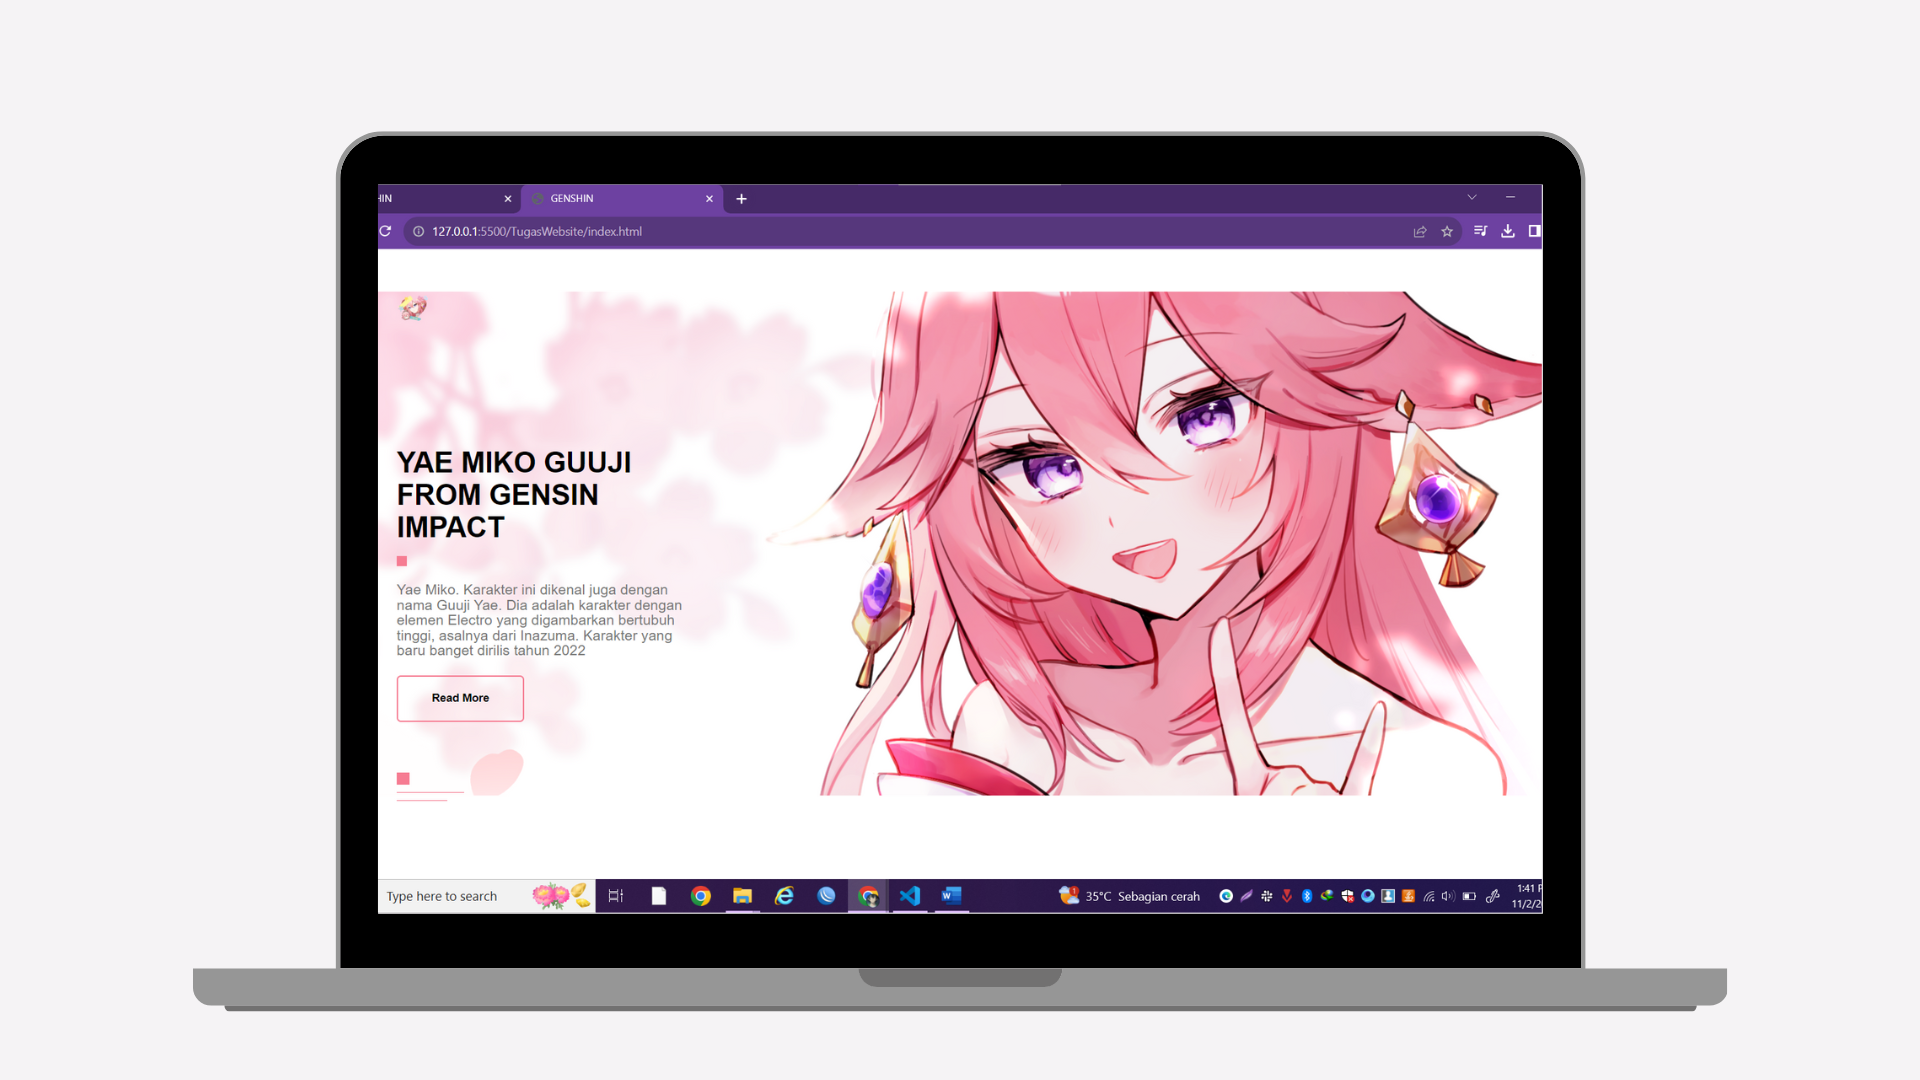 HIN
GENSHIN
127.0.0.1:5500/TugasWebsite/index.html
YAE MIKO GUUJI
FROM GENSIN
IMPACT
Yae Miko. Karakter ini dikenal juga dengan
nama Guuji Yae. Dia adalah karakter dengan
elemen Electro yang digambarkan bertubuh
tinggi, asalnya dari Inazuma. Karakter yang
baru banget dirilis tahun 2022
Read More
Type here to search
35°C Sebagian cerah
1:41
11/2/2